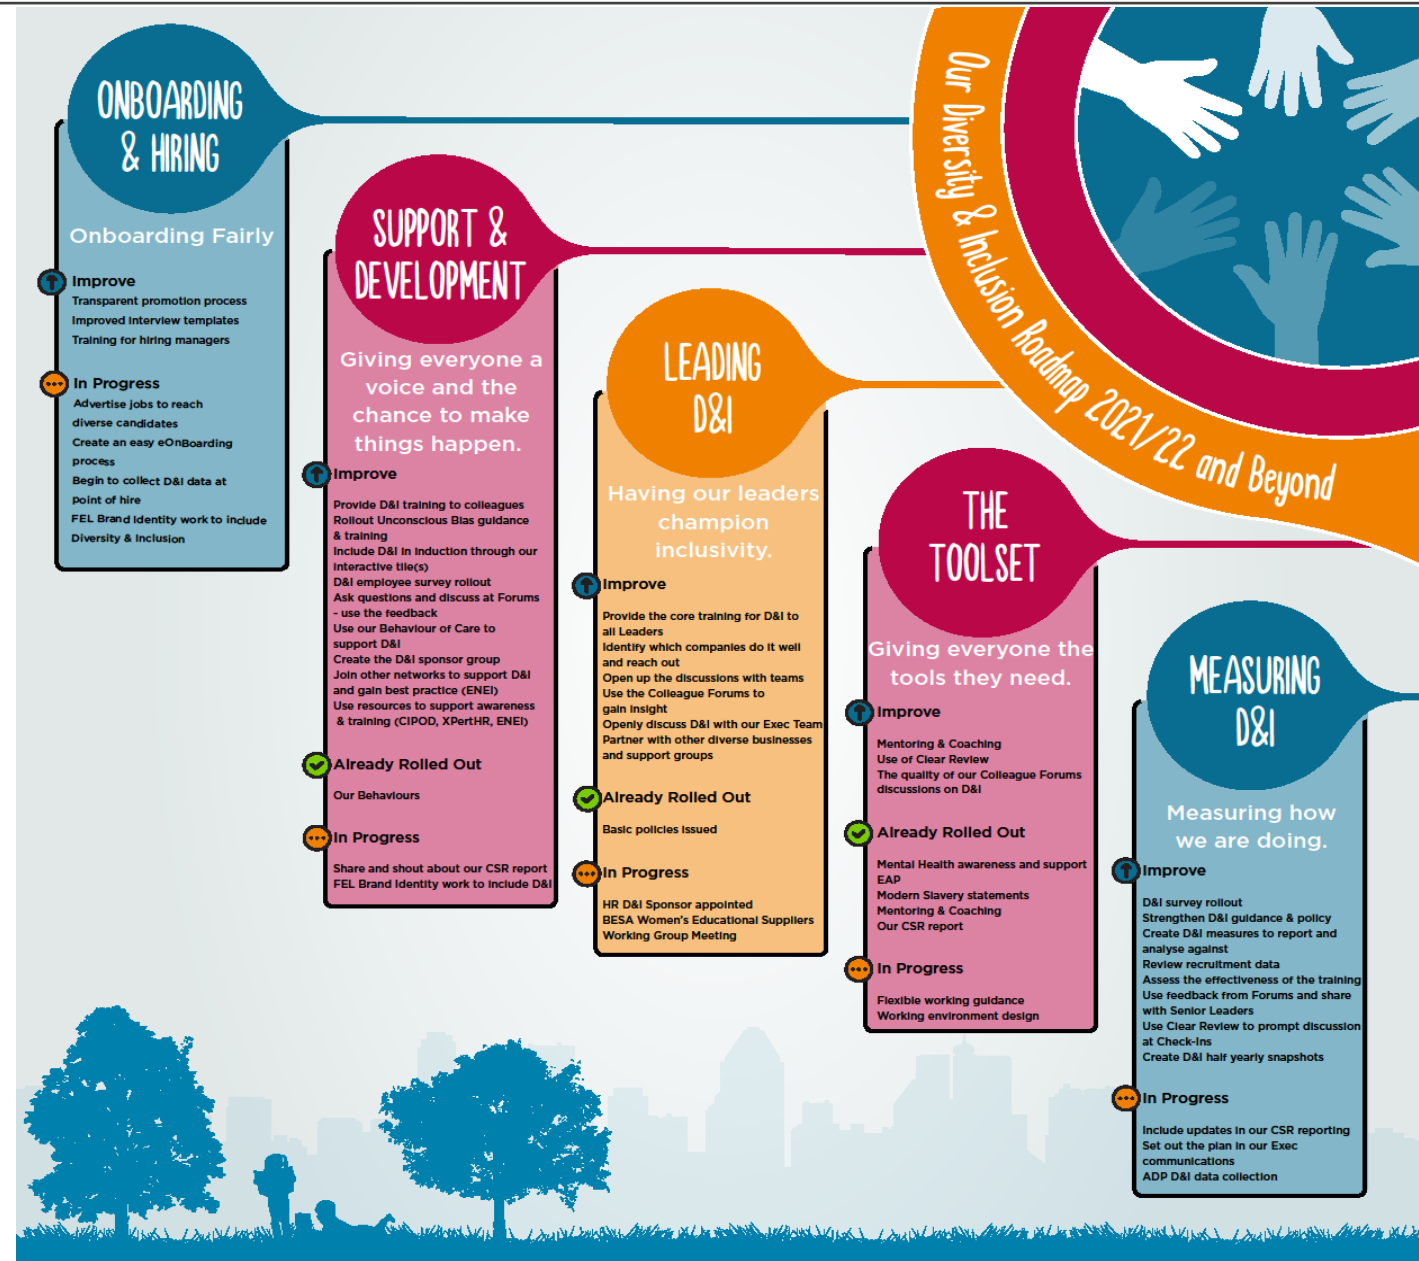 Our Diversity & Inclusion Roadmap 2021/22 and Beyond
ONBOARDING
& HIRING
Onboarding Fairly
Improve
Transparent promotion process
Improved interview templates
Training for hiring managers
In Progress
Advertise jobs to reach
diverse candidates
Create an easy eOnBoarding
process
Begin to collect D&I data at
point of hire
FEL Brand Identity work to include
Diversity & Inclusion
SUPPORT &
DEVELOPMENT
Giving everyone a
voice and the
chance to make
things happen.
Improve
Provide D&I training to colleagues
Rollout Unconscious Bias guidance
& training
Include D&I in induction through our
interactive tile(s)
D&I employee survey rollout
Ask questions and discuss at Forums
- use the feedback
Use our Behaviour of Care to
support D&I
Create the D&I sponsor group
Join other networks to support D&I
and gain best practice (ENEI)
Use resources to support awareness
& training (CIPOD, XPertHR, ENEI)
Already Rolled Out
Our Behaviours
In Progress
Share and shout about our CSR report
FEL Brand Identity work to include D&I
LEADING
D&I
Having our leaders
champion
inclusivity.
Improve
Provide the core training for D&I to
all Leaders
Identify which companies do it well
and reach out
Open up the discussions with teams
Use the Colleague Forums to
gain insight
Openly discuss D&I with our Exec Team
Partner with other diverse businesses
and support groups
Already Rolled Out
Basic policies issued
In Progress
HR D&I Sponsor appointed
BESA Women's Educational Suppliers
Working Group Meeting
THE
TOOLSET
Giving everyone the
tools they need.
Improve
Mentoring & Coaching
Use of Clear Review
The quality of our Colleague Forums
discussions on D&I
Already Rolled Out
Mental Health awareness and support
EAP
Modern Slavery statements
Mentoring & Coaching
Our CSR report
In Progress
Flexible working guidance
Working environment design
MEASURING
D&I
Measuring how
we are doing.
Improve
D&I survey rollout
Strengthen D&I guidance & policy
Create D&I measures to report and
analyse against
Review recruitment data
Assess the effectiveness of the training
Use feedback from Forums and share
with Senior Leaders
Use Clear Review to prompt discussion
at Check-Ins
Create D&I half yearly snapshots
In Progress
Include updates in our CSR reporting
Set out the plan in our Exec
communications
ADP D&I data collection